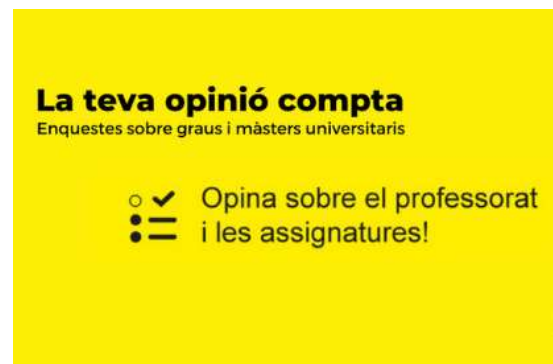 La teva opinió compta
Enquestes sobre graus i màsters universitaris
Opina sobre el professorat
i les assignatures!